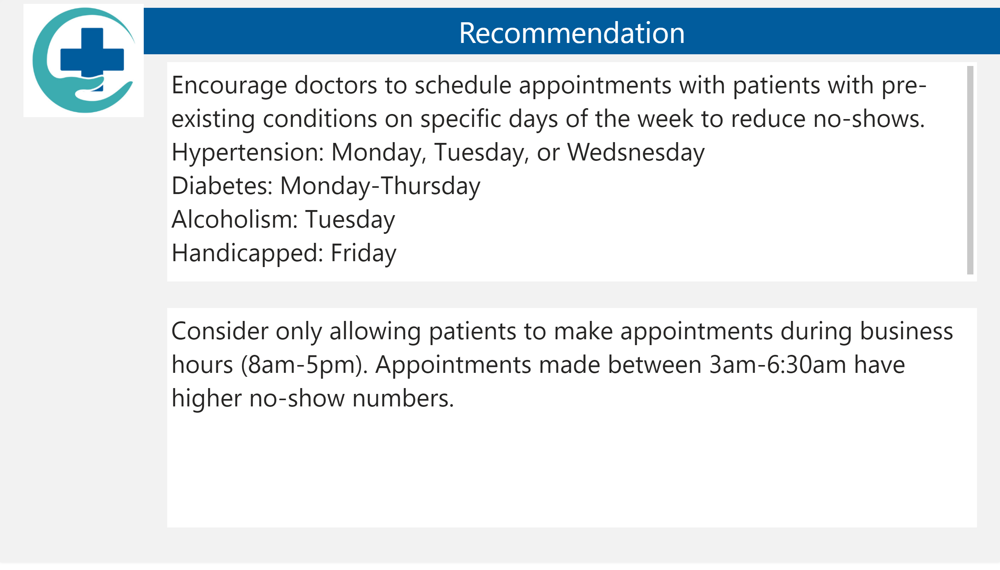 Recommendation
Encourage doctors to schedule appointments with patients with pre-
existing conditions on specific days of the week to reduce no-shows.
Hypertension: Monday, Tuesday, or Wedsnesday
Diabetes: Monday-Thursday
Alcoholism: Tuesday
Handicapped: Friday
Consider only allowing patients to make appointments during business
hours (8am-5pm). Appointments made between 3am-6:30am have
higher no-show numbers.